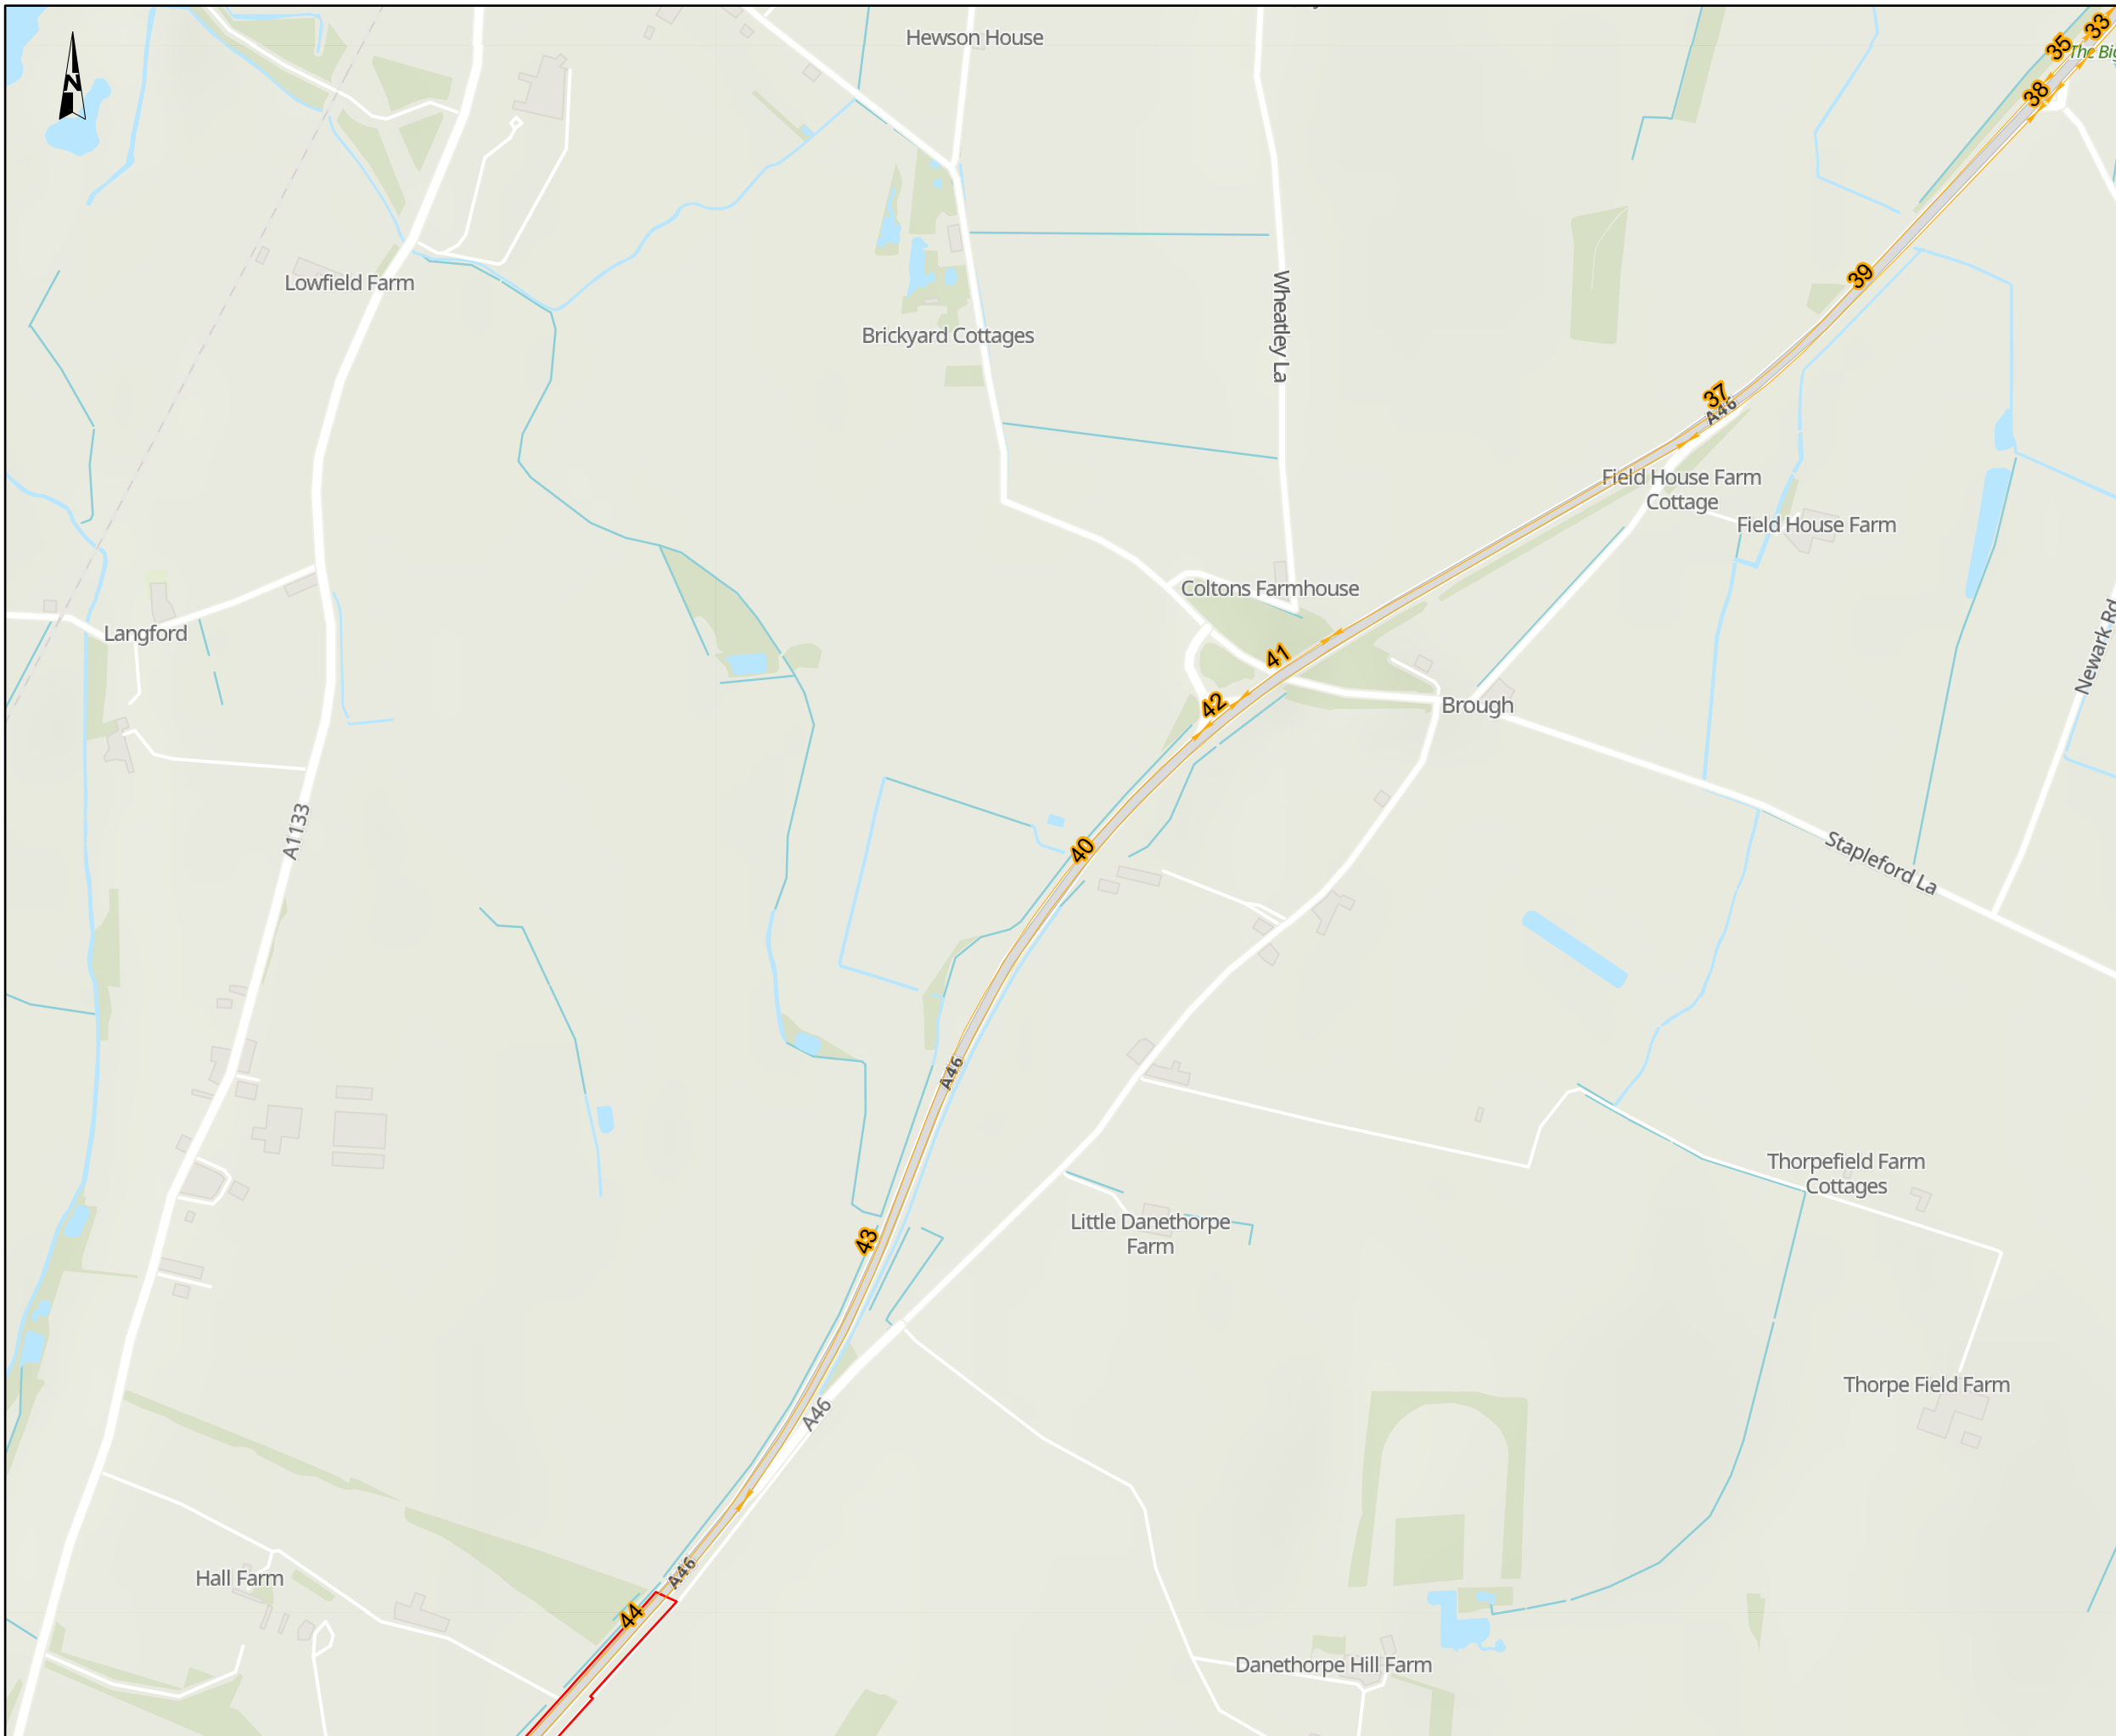 33
35
The Big
Hewson House
N
38
39
Lowfield Farm
Wheatley La
Brickyard Cottages
37
A46
Field House Farm
Cottage
Field House Farm
Coltons Farmhouse
Langford
41
Newark Rd
42
Brough
A1133
40
Stapleford La
A46
Thorpefield Farm
Cottages
Little Danethorpe
Farm
43
Thorpe Field Farm
A46
A46
Hall Farm
44
Danethorpe Hill Farm